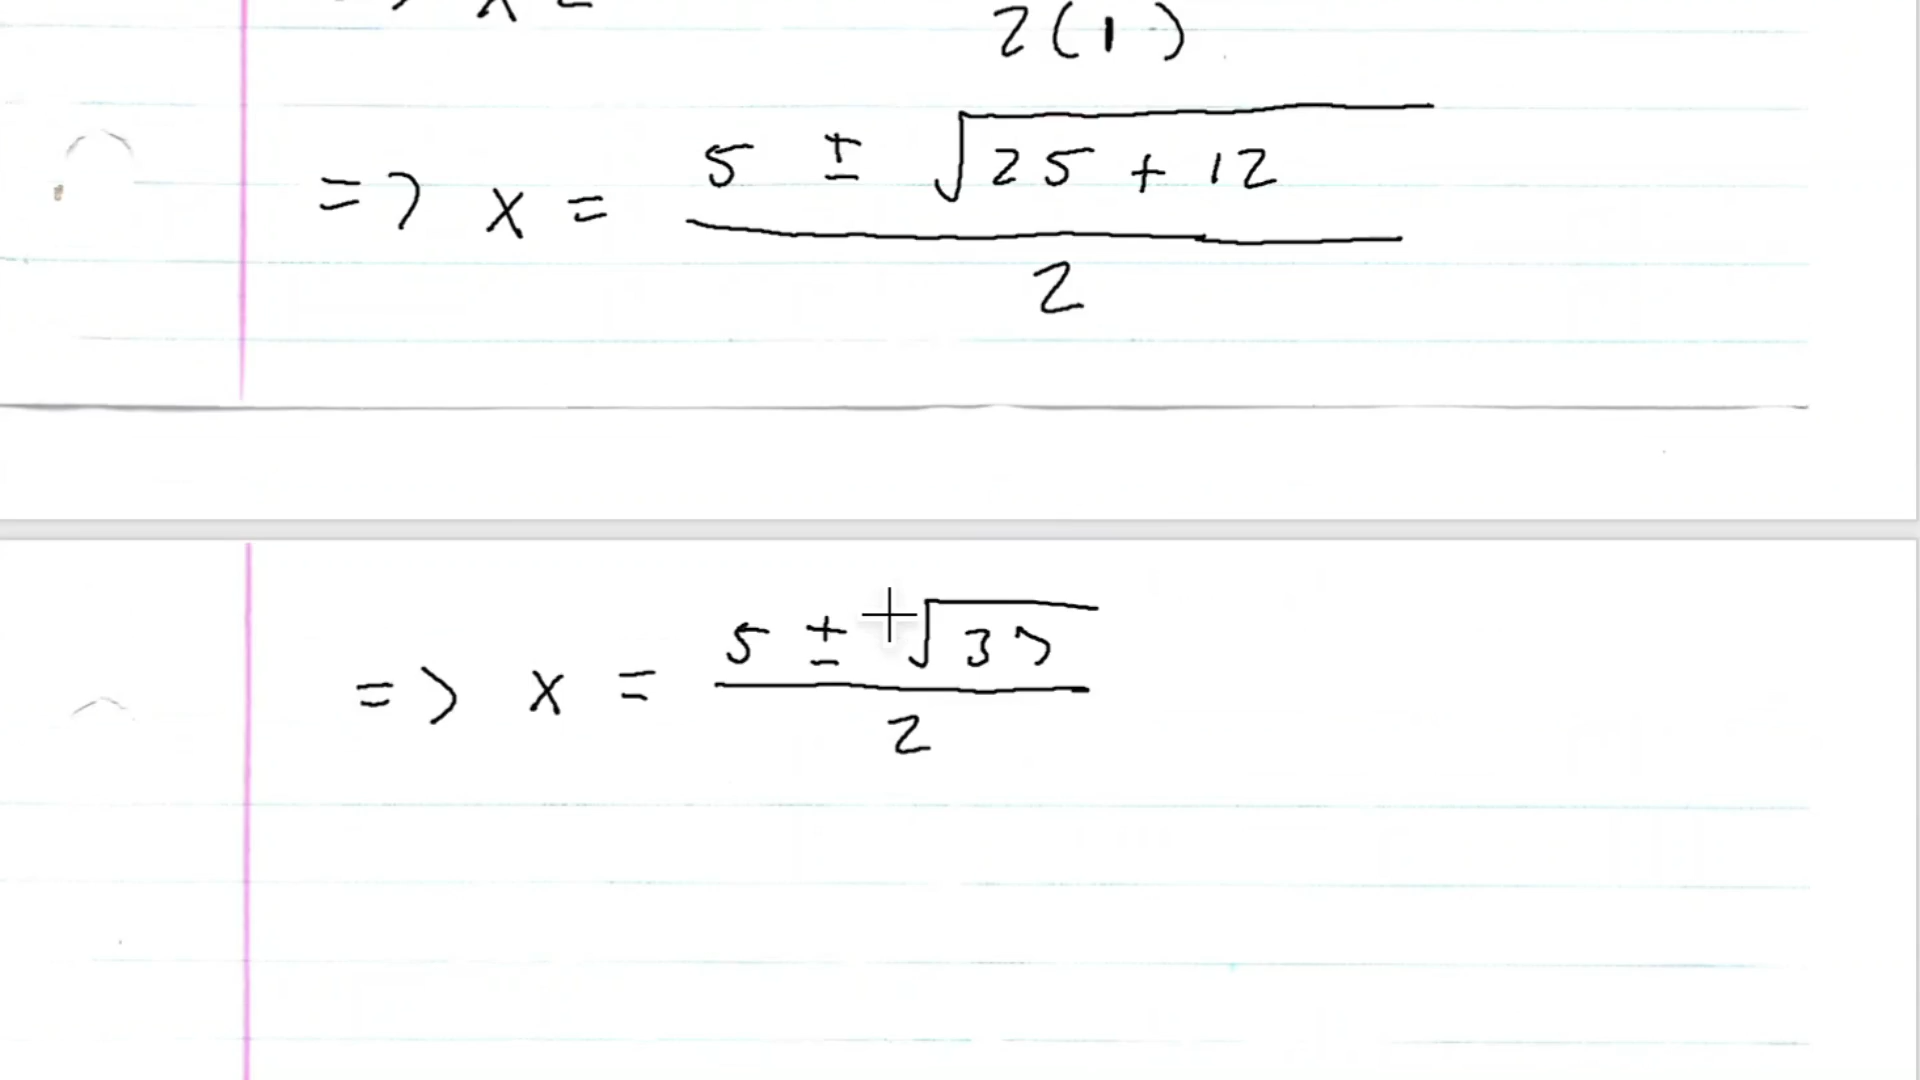 => x =
2(1)
=> x = 5 ± √25 + 12
2
=> x = 5 ± √37
2